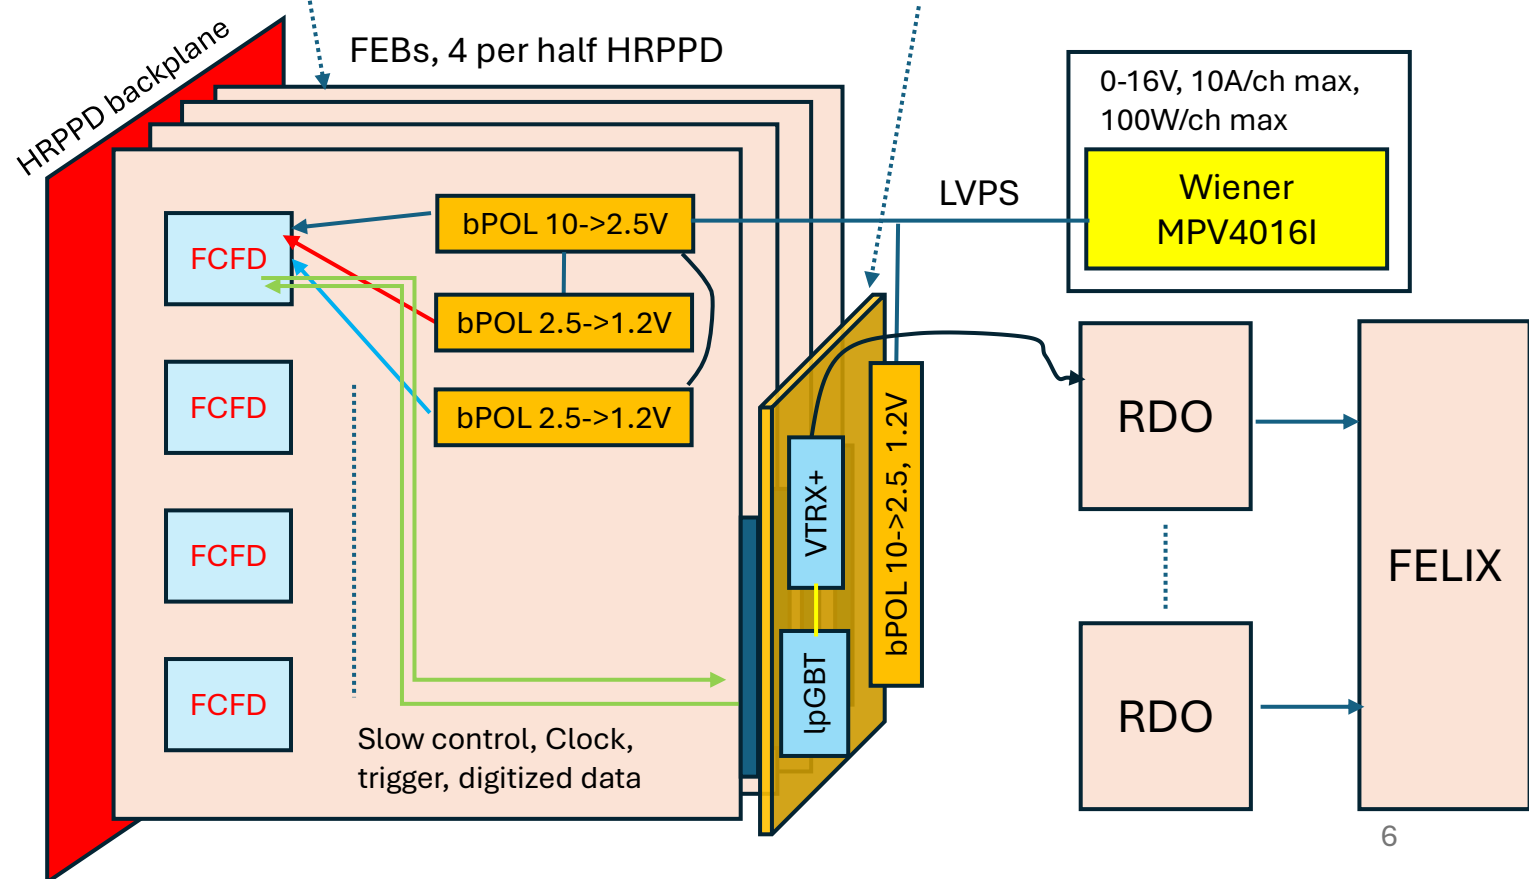 HRPPD backplane
FEBs, 4 per half HRPPD
0-16V, 10A/ch max,
100W/ch max
Wiener
MPV4016I
LVPS
bPOL 10->2.5V
bPOL 2.5->1.2V
bPOL 2.5->1.2V
FCFD
FCFD
FCFD
FCFD
Slow control, Clock,
trigger, digitized data
VTRX+
lpGBT
bPOL 10->2.5, 1.2V
RDO
RDO
FELIX
6